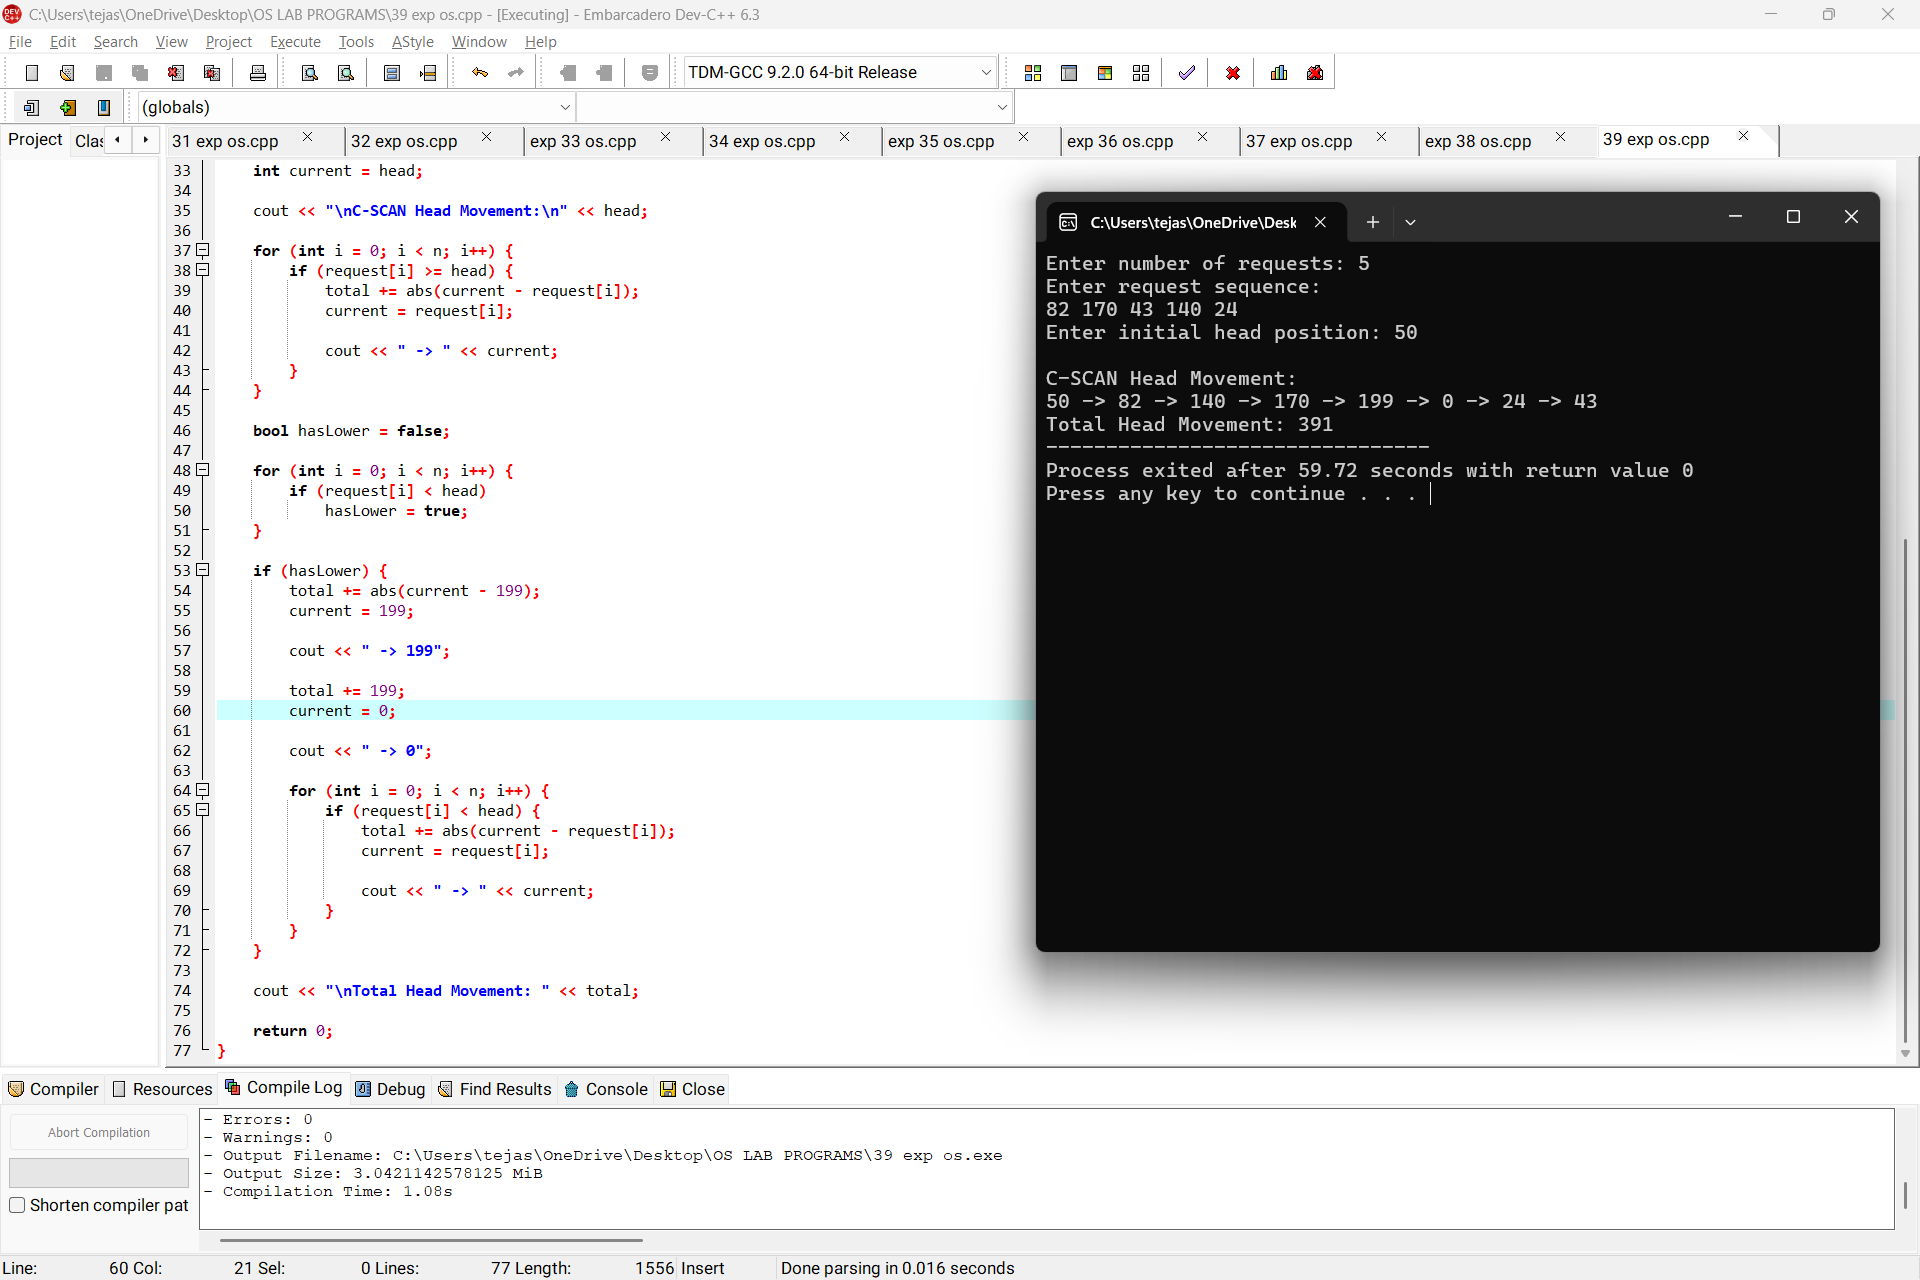 C:\Users\tejas\OneDrive\Desktop\OS LAB PROGRAMS\39 exp os.cpp - [Executing] - Embarcadero Dev-C++ 6.3
File Edit Search View Project Execute Tools AStyle Window Help
TDM-GCC 9.2.0 64-bit Release
(globals)
Project Clas
31 exp os.cpp 32 exp os.cpp exp 33 os.cpp 34 exp os.cpp exp 35 os.cpp exp 36 os.cpp 37 exp os.cpp exp 38 os.cpp 39 exp os.cpp
33 int current = head;
34
35 cout << "\nC-SCAN Head Movement:\n" << head;
36
37 for (int i = 0; i < n; i++) {
38 if (request[i] >= head) {
39 total += abs(current - request[i]);
40 current = request[i];
41
42 cout << " -> " << current;
43 }
44 }
45
46 bool hasLower = false;
47
48 for (int i = 0; i < n; i++) {
49 if (request[i] < head)
50 hasLower = true;
51 }
52
53 if (hasLower) {
54 total += abs(current - 199);
55 current = 199;
56
57 cout << " -> 199";
58
59 total += 199;
60 current = 0;
61
62 cout << " -> 0";
63
64 for (int i = 0; i < n; i++) {
65 if (request[i] < head) {
66 total += abs(current - request[i]);
67 current = request[i];
68
69 cout << " -> " << current;
70 }
71 }
72 }
73
74 cout << "\nTotal Head Movement: " << total;
75
76 return 0;
77 }
C:\Users\tejas\OneDrive\Desk
Enter number of requests: 5
Enter request sequence:
82 170 43 140 24
Enter initial head position: 50
C-SCAN Head Movement:
50 -> 82 -> 140 -> 170 -> 199 -> 0 -> 24 -> 43
Total Head Movement: 391
--------------------------------
Process exited after 59.72 seconds with return value 0
Press any key to continue . . .
Compiler Resources Compile Log Debug Find Results Console Close
Abort Compilation
Shorten compiler pat
- Errors: 0
- Warnings: 0
- Output Filename: C:\Users\tejas\OneDrive\Desktop\OS LAB PROGRAMS\39 exp os.exe
- Output Size: 3.0421142578125 MiB
- Compilation Time: 1.08s
Line: 60 Col: 21 Sel: 0 Lines: 77 Length: 1556 Insert Done parsing in 0.016 seconds